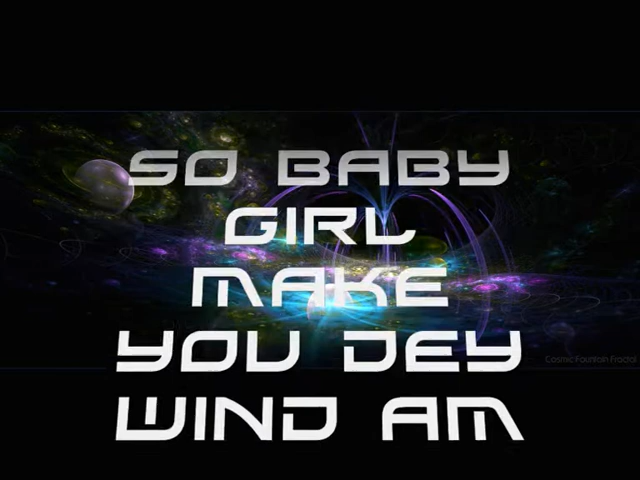 SO BABY
GIRL
MAKE
YOU DEY
WIND AM
Cosmic Fountain Fractal